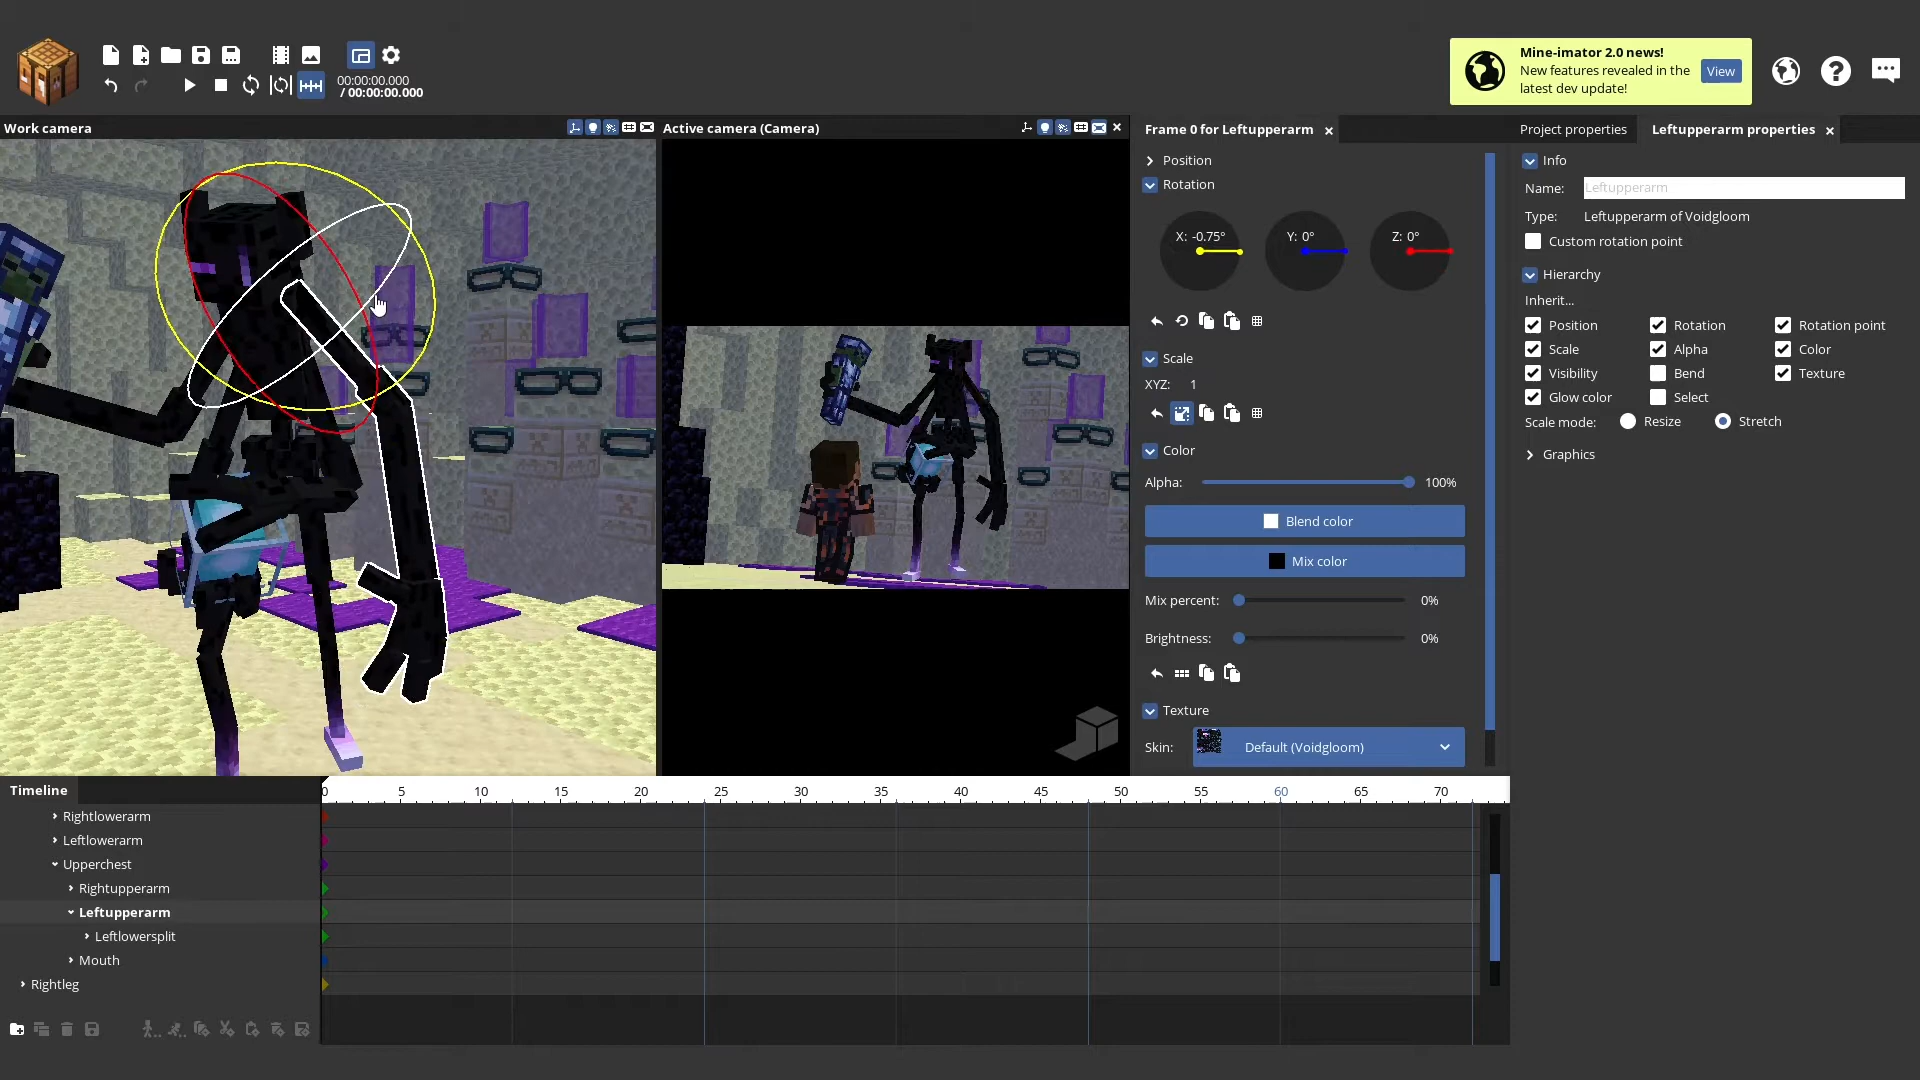 00:00:00.000
/ 00:00:00.000
Mine-imator 2.0 news!
New features revealed in the
latest dev update!
View
Work camera
Active camera (Camera)
Frame 0 for Leftupperarm
Project properties
Leftupperarm properties
Position
Rotation
X: -0.75°
Y: 0°
Z: 0°
Scale
XYZ: 1
Color
Alpha: 100%
Blend color
Mix color
Mix percent: 0%
Brightness: 0%
Texture
Skin: Default (Voidgloom)
Info
Name: Leftupperarm
Type: Leftupperarm of Voidgloom
Custom rotation point
Hierarchy
Inherit...
Position Rotation Rotation point
Scale Alpha Color
Visibility Bend Texture
Glow color Select
Scale mode: Resize Stretch
Graphics
Timeline
0 5 10 15 20 25 30 35 40 45 50 55 60 65 70
Rightlowerarm
Leftlowerarm
Upperchest
Rightupperarm
Leftupperarm
Leftlowersplit
Mouth
Rightleg